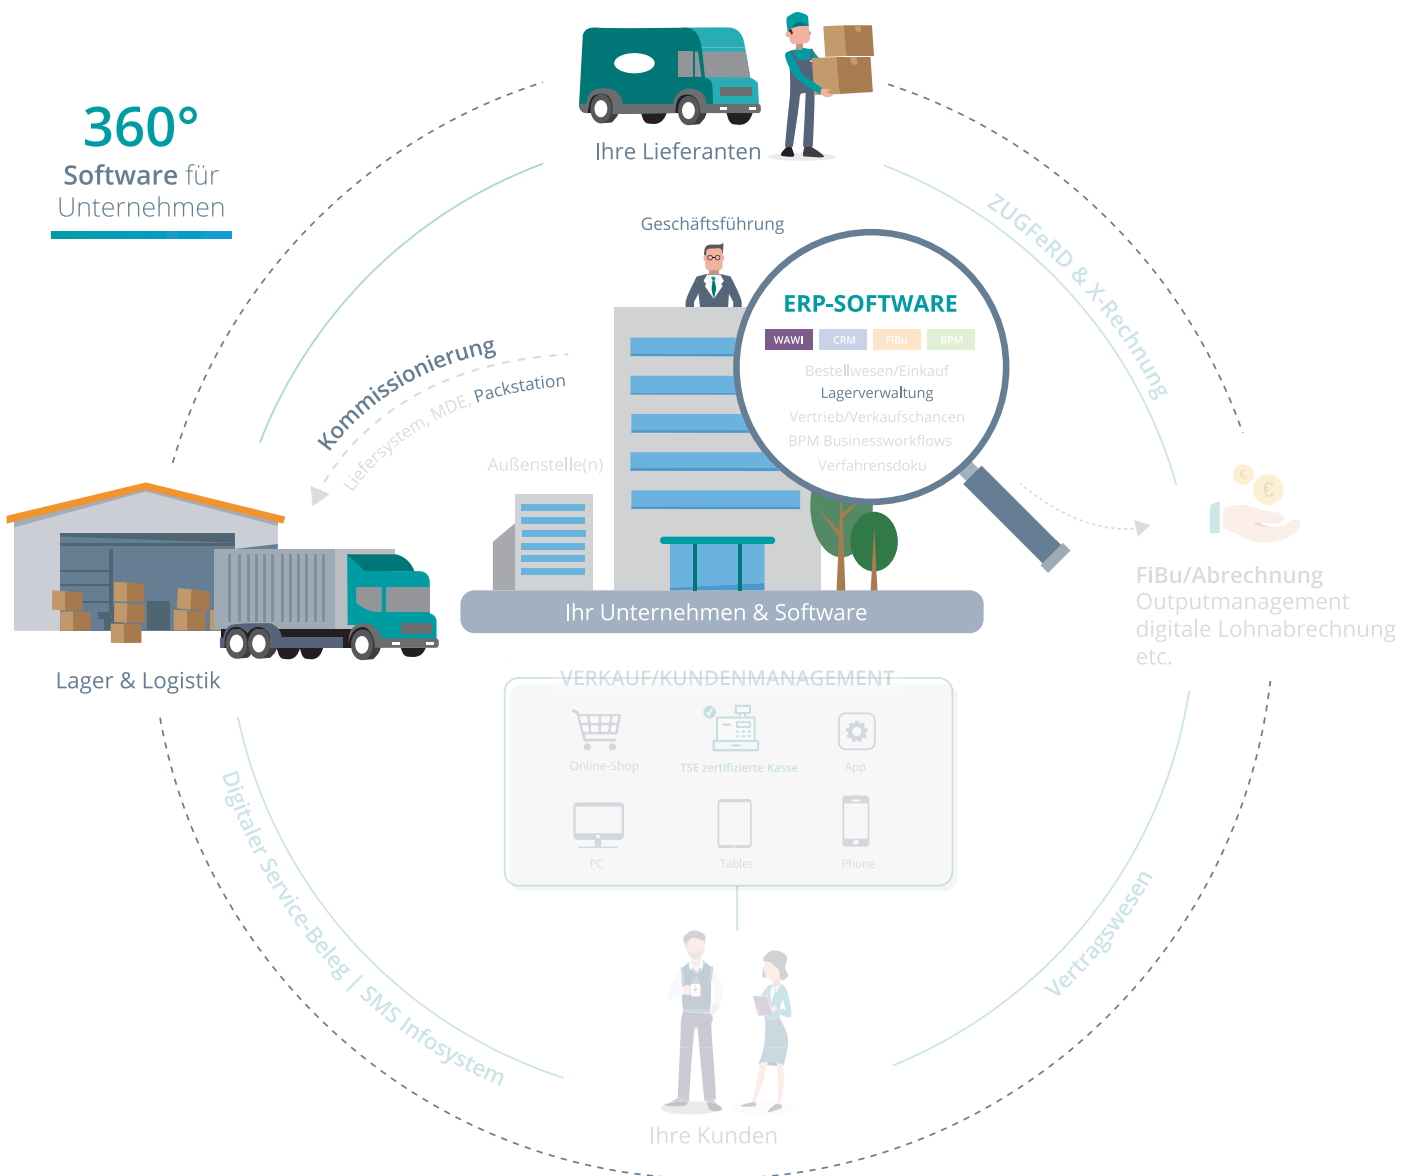 360°
Software für
Unternehmen
Ihre Lieferanten
Geschäftsführung
ZUGFeRD & X-Rechnung
ERP-SOFTWARE
WAWI CRM FiBu BPM
Bestellwesen/Einkauf
Lagerverwaltung
Vertrieb/Verkaufschancen
BPM Businessworkflows
Verfahrensdoku
Kommissionierung
Liefersystem, MDE, Packstation
Außenstelle(n)
Ihr Unternehmen & Software
Lager & Logistik
FiBu/Abrechnung
Outputmanagement
digitale Lohnabrechnung
etc.
VERKAUF/KUNDENMANAGEMENT
Online-Shop
TSE zertifizierte Kasse
App
PC
Tablet
Phone
Digitaler Service-Beleg | SMS Infosystem
Vertragswesen
Ihre Kunden